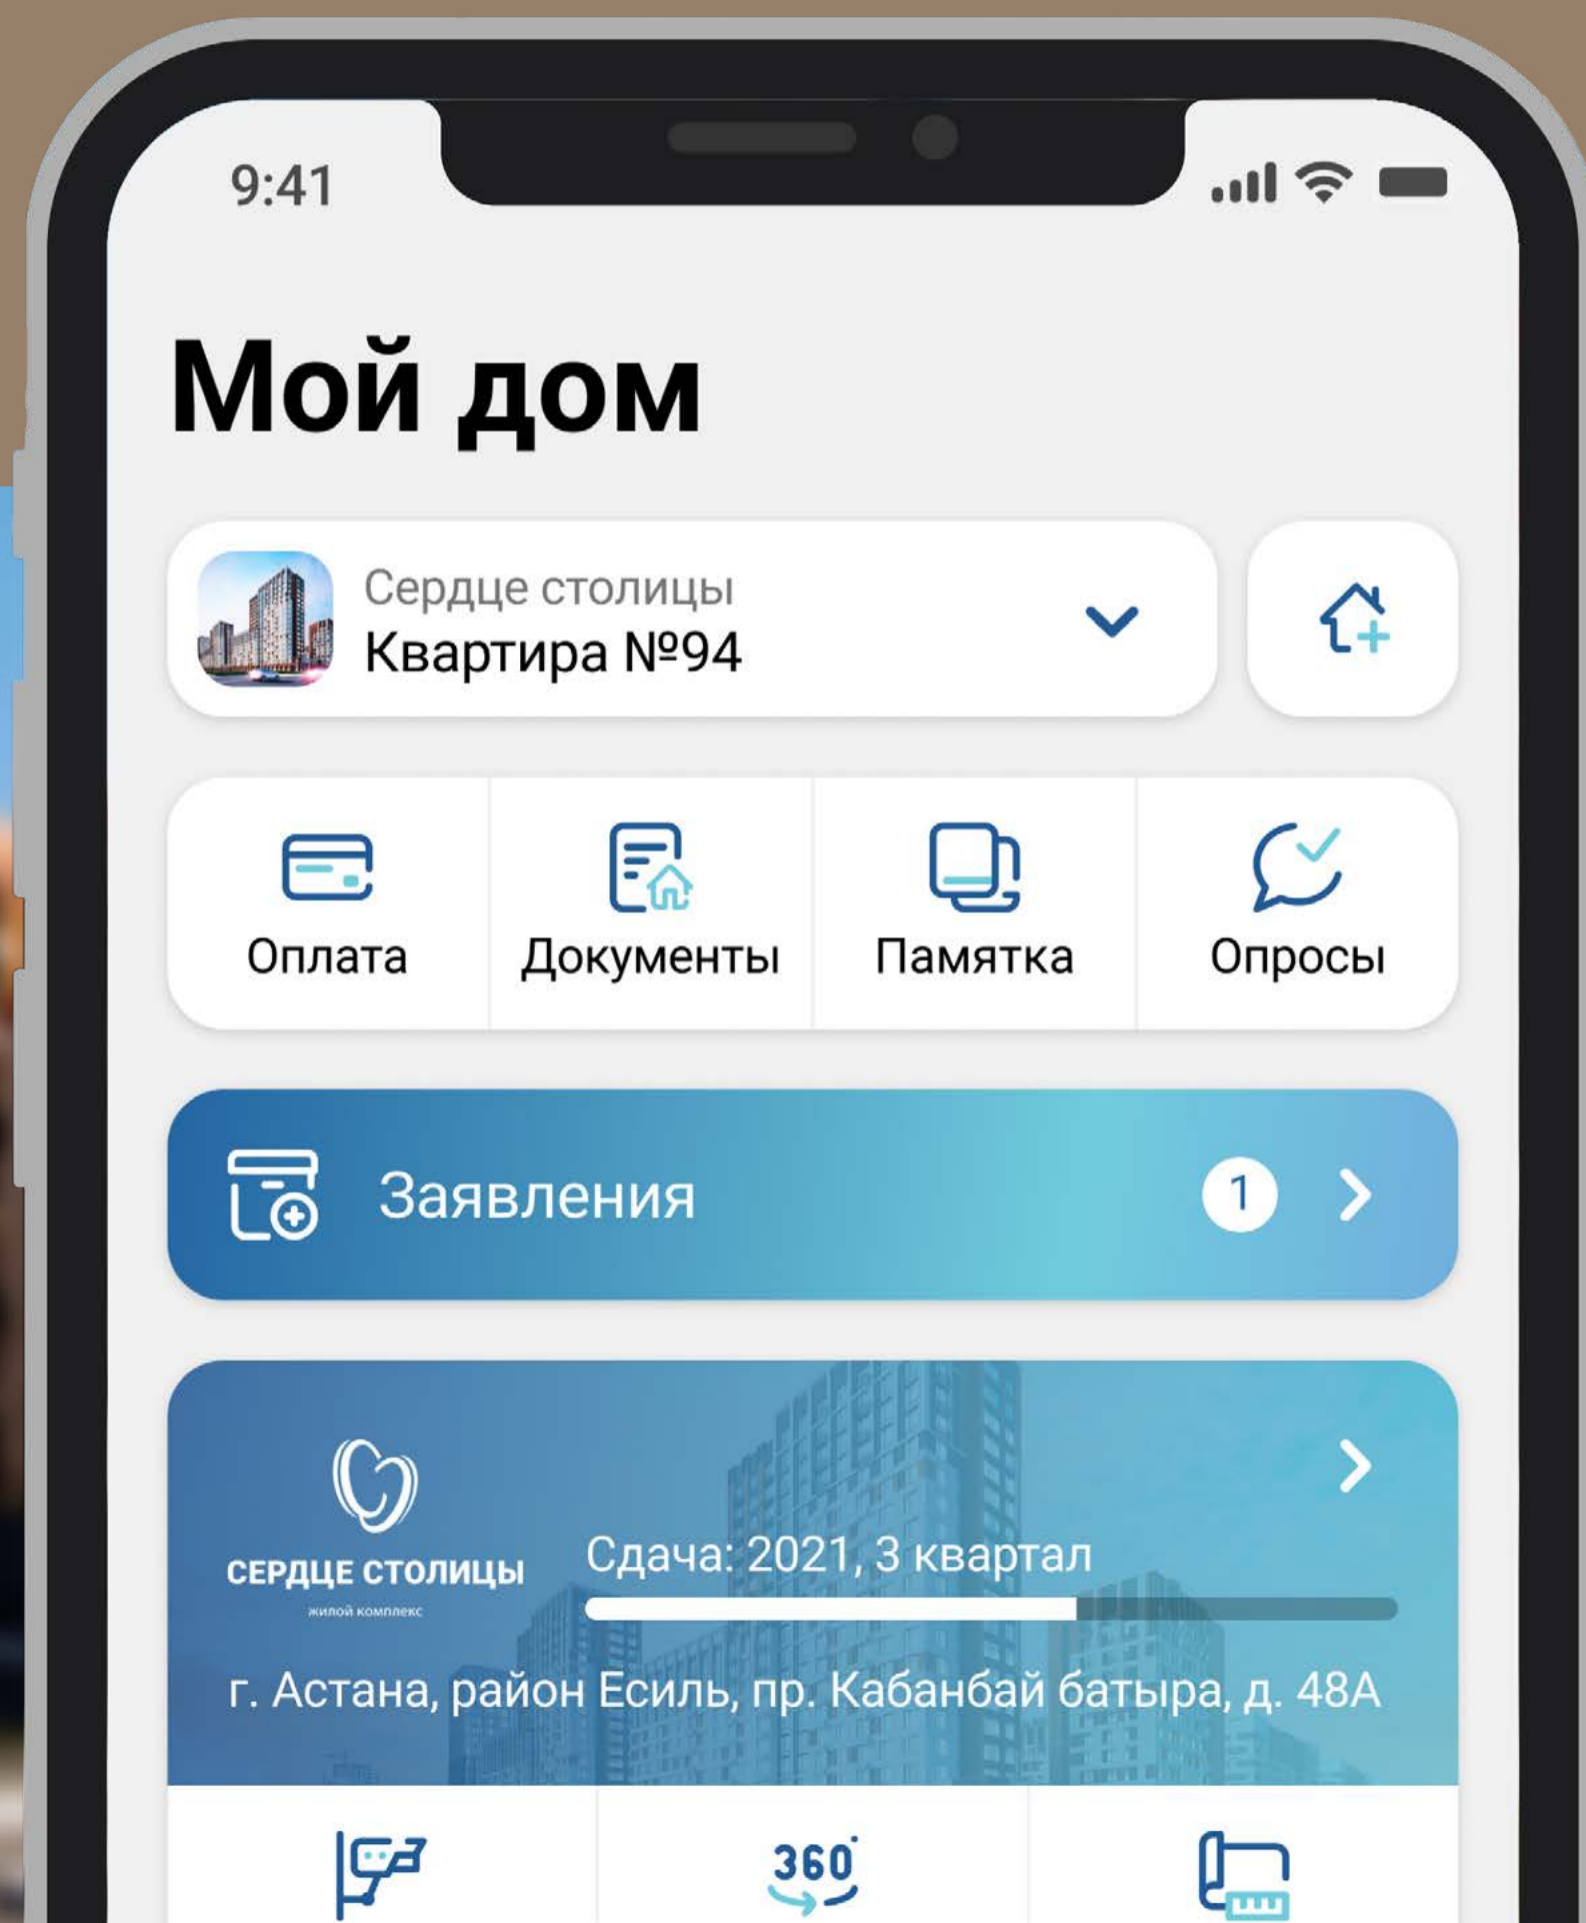 9:41
Мой дом
Сердце столицы
Квартира №94
Оплата
Документы
Памятка
Опросы
Заявления
1
СЕРДЦЕ СТОЛИЦЫ
жилой комплекс
Сдача: 2021, 3 квартал
г. Астана, район Есиль, пр. Кабанбай батыра, д. 48А
360°